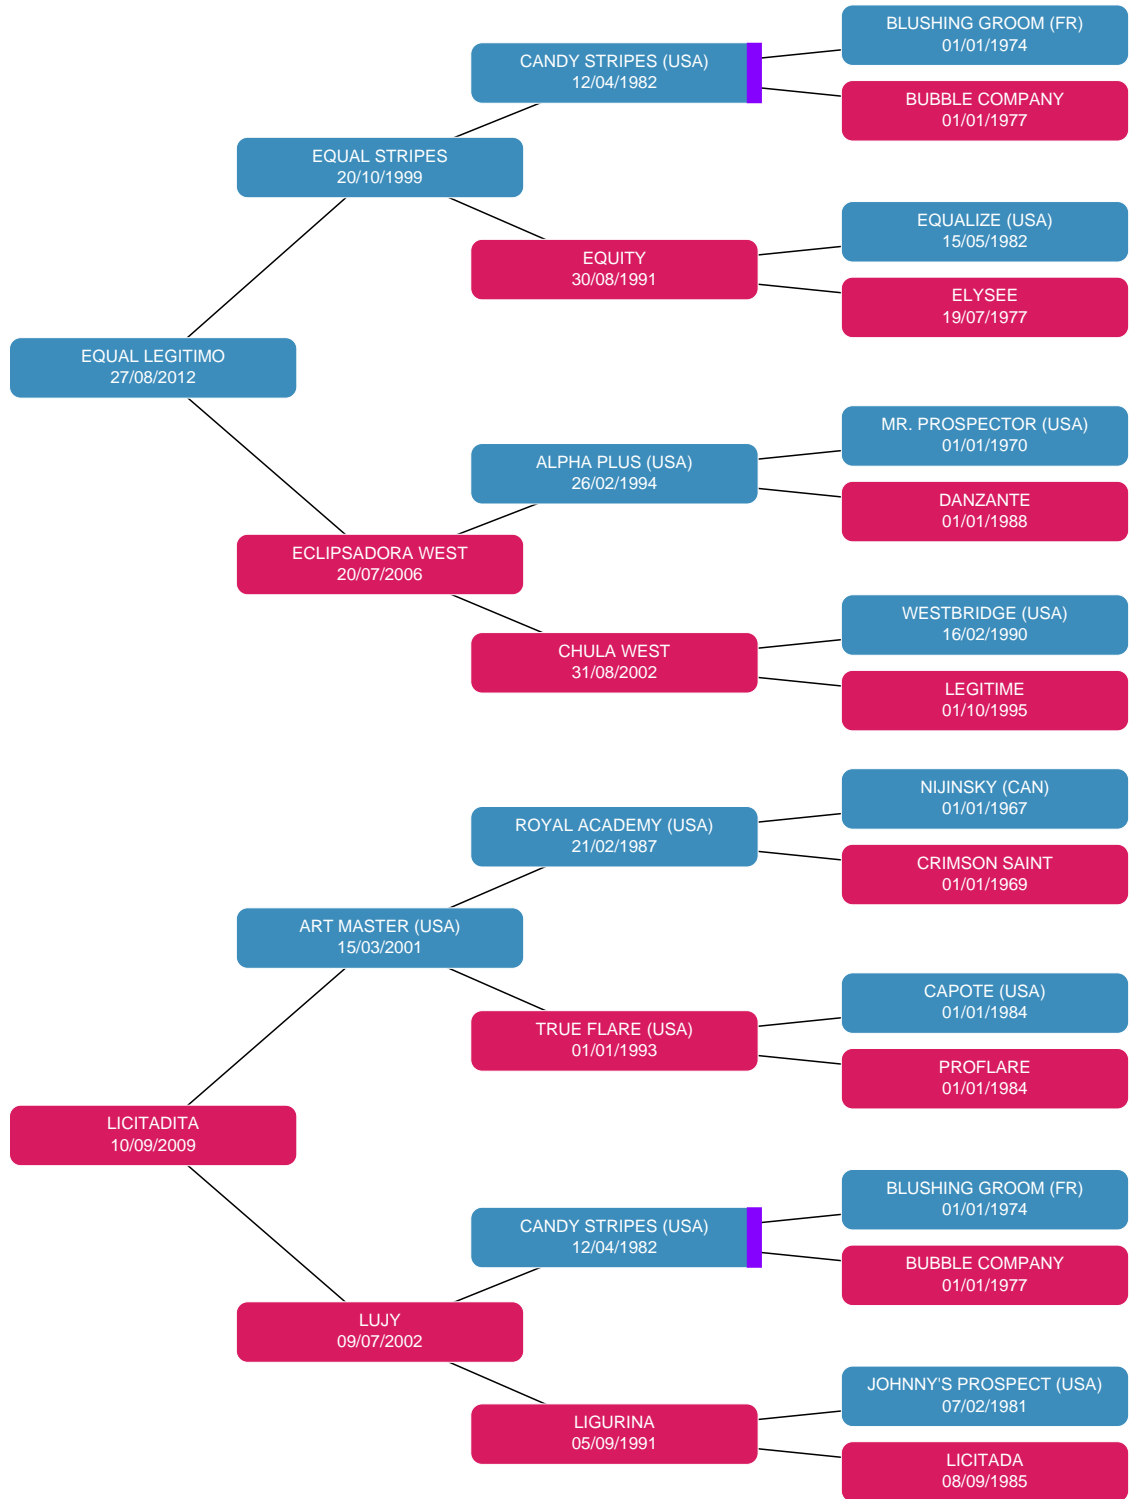 BLUSHING GROOM (FR)
01/01/1974
CANDY STRIPES (USA)
12/04/1982
BUBBLE COMPANY
01/01/1977
EQUAL STRIPES
20/10/1999
EQUALIZE (USA)
15/05/1982
EQUITY
30/08/1991
ELYSEE
19/07/1977
EQUAL LEGITIMO
27/08/2012
MR. PROSPECTOR (USA)
01/01/1970
ALPHA PLUS (USA)
26/02/1994
DANZANTE
01/01/1988
ECLIPSADORA WEST
20/07/2006
WESTBRIDGE (USA)
16/02/1990
CHULA WEST
31/08/2002
LEGITIME
01/10/1995
NIJINSKY (CAN)
01/01/1967
ROYAL ACADEMY (USA)
21/02/1987
CRIMSON SAINT
01/01/1969
ART MASTER (USA)
15/03/2001
CAPOTE (USA)
01/01/1984
TRUE FLARE (USA)
01/01/1993
PROFLARE
01/01/1984
LICITADITA
10/09/2009
BLUSHING GROOM (FR)
01/01/1974
CANDY STRIPES (USA)
12/04/1982
BUBBLE COMPANY
01/01/1977
LUJY
09/07/2002
JOHNNY'S PROSPECT (USA)
07/02/1981
LIGURINA
05/09/1991
LICITADA
08/09/1985